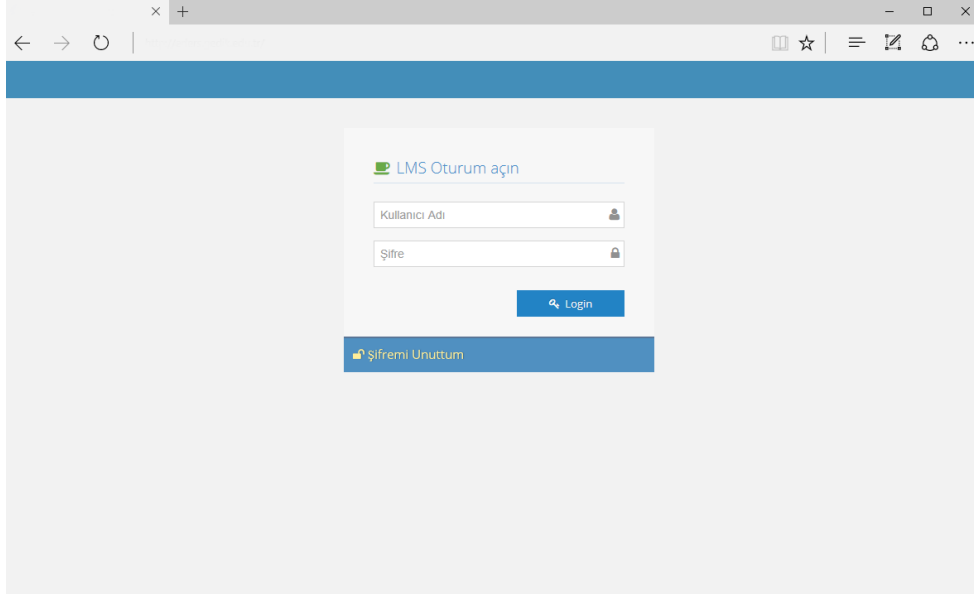 LMS Oturum açın
Kullanıcı Adı
Şifre
Login
Şifremi Unuttum